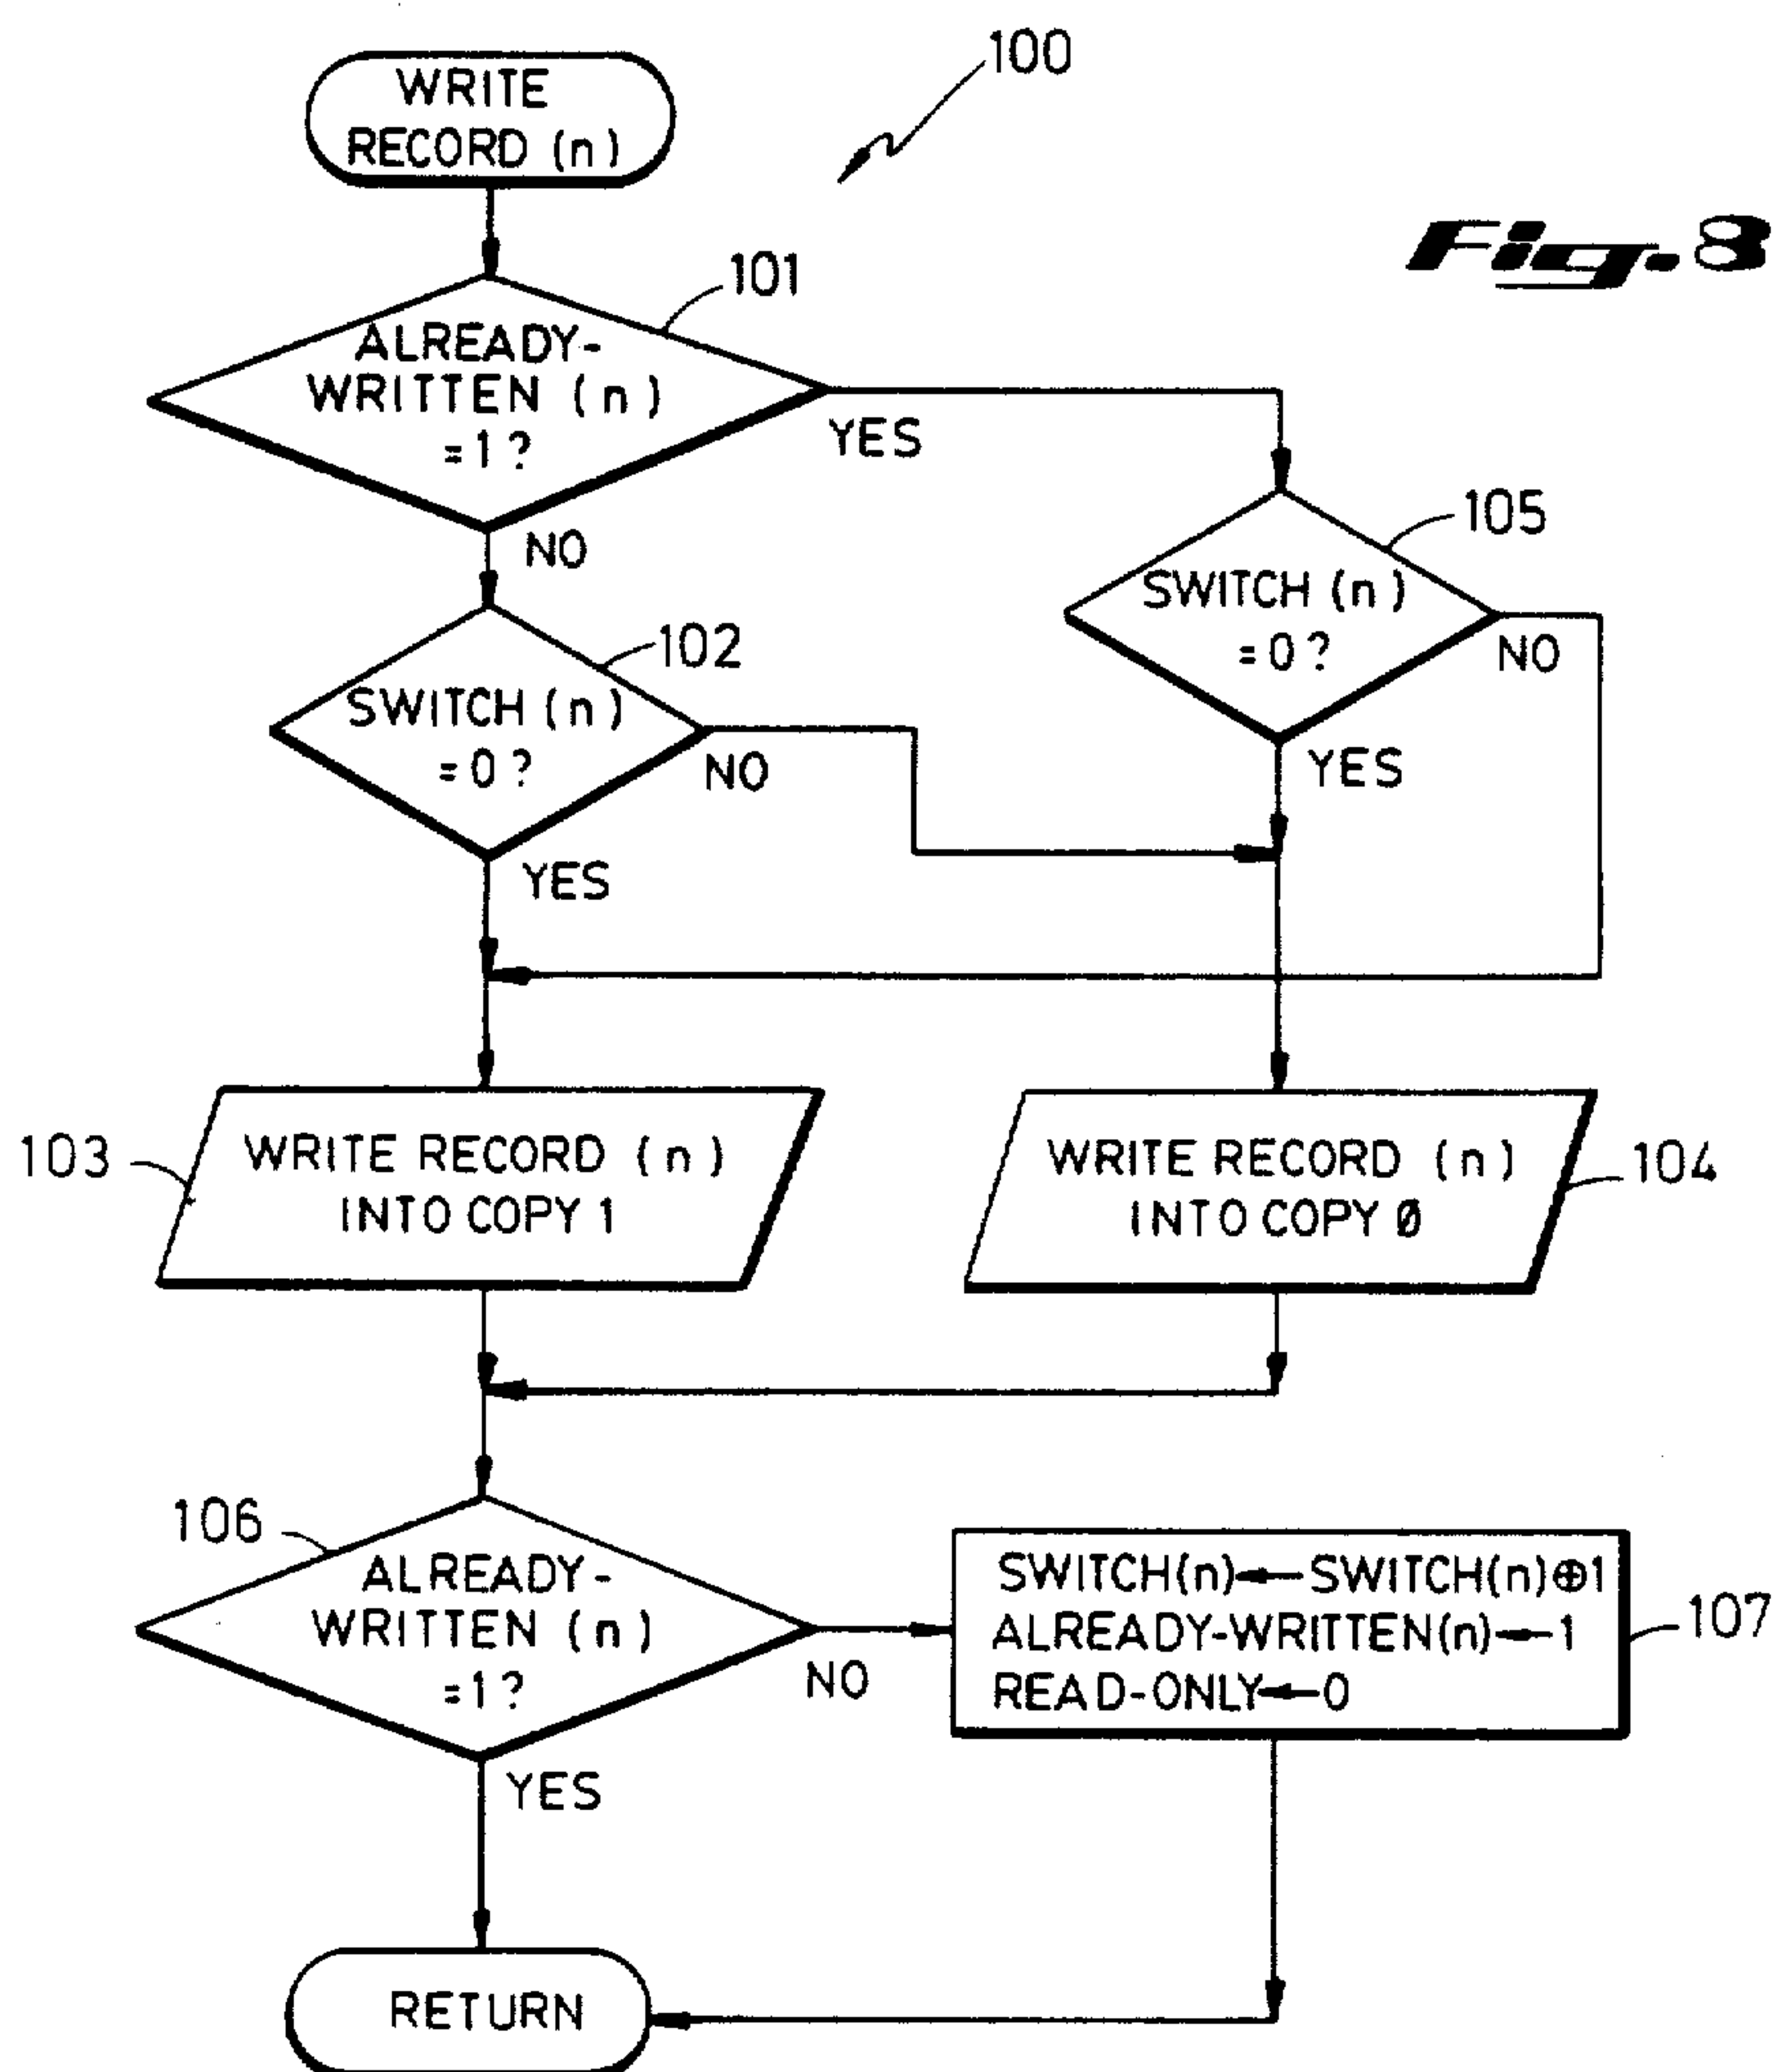 100
WRITE
RECORD (n)
Fig. 8
101
ALREADY-
WRITTEN (n)
=1?
YES
NO
105
SWITCH (n)
=0?
NO
YES
102
SWITCH (n)
=0?
NO
YES
103
WRITE RECORD (n)
INTO COPY 1
WRITE RECORD (n)
INTO COPY Ø
104
106
ALREADY-
WRITTEN (n)
=1?
NO
YES
SWITCH(n)←SWITCH(n)⊕1
ALREADY-WRITTEN(n)←1
READ-ONLY←0
107
RETURN